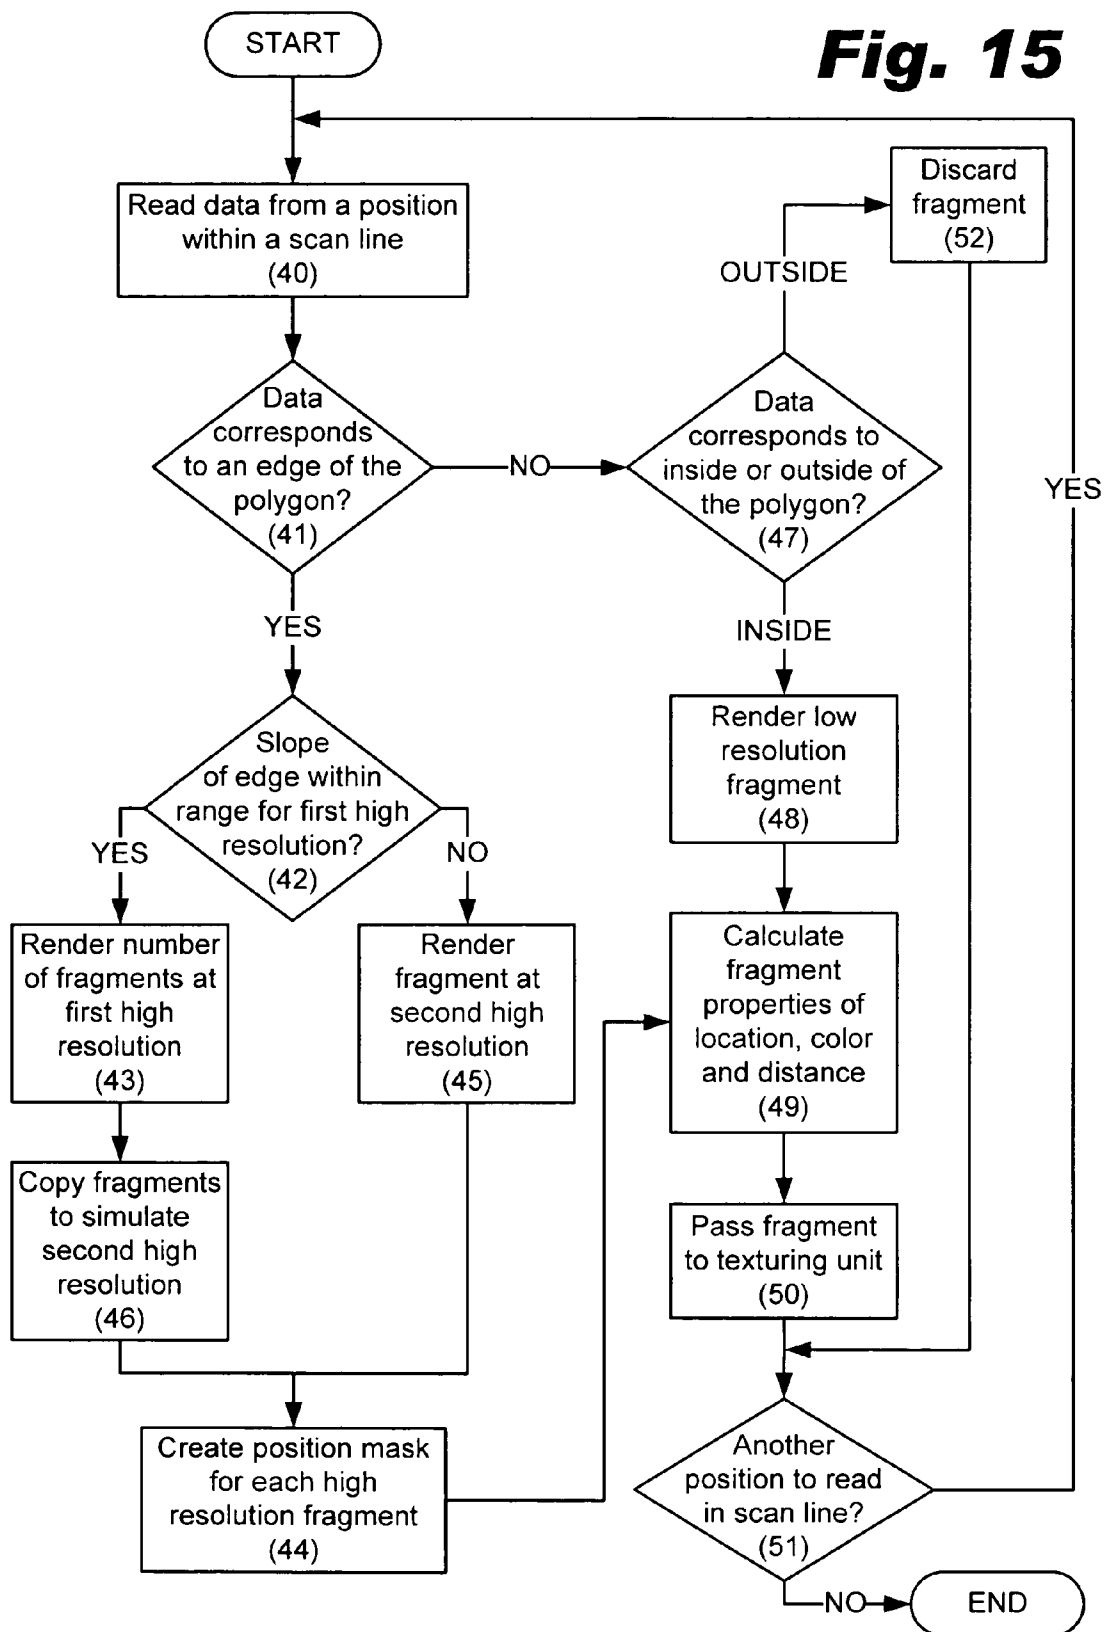 START
Fig. 15
Read data from a position
within a scan line
(40)
Discard
fragment
(52)
OUTSIDE
Data
corresponds
to an edge of the
polygon?
(41)
NO
Data
corresponds to
inside or outside of
the polygon?
(47)
YES
YES
INSIDE
Slope
of edge within
range for first high
resolution?
(42)
YES
NO
Render low
resolution
fragment
(48)
Render number
of fragments at
first high
resolution
(43)
Render
fragment at
second high
resolution
(45)
Calculate
fragment
properties of
location, color
and distance
(49)
Copy fragments
to simulate
second high
resolution
(46)
Pass fragment
to texturing unit
(50)
Create position mask
for each high
resolution fragment
(44)
Another
position to read
in scan line?
(51)
NO
END